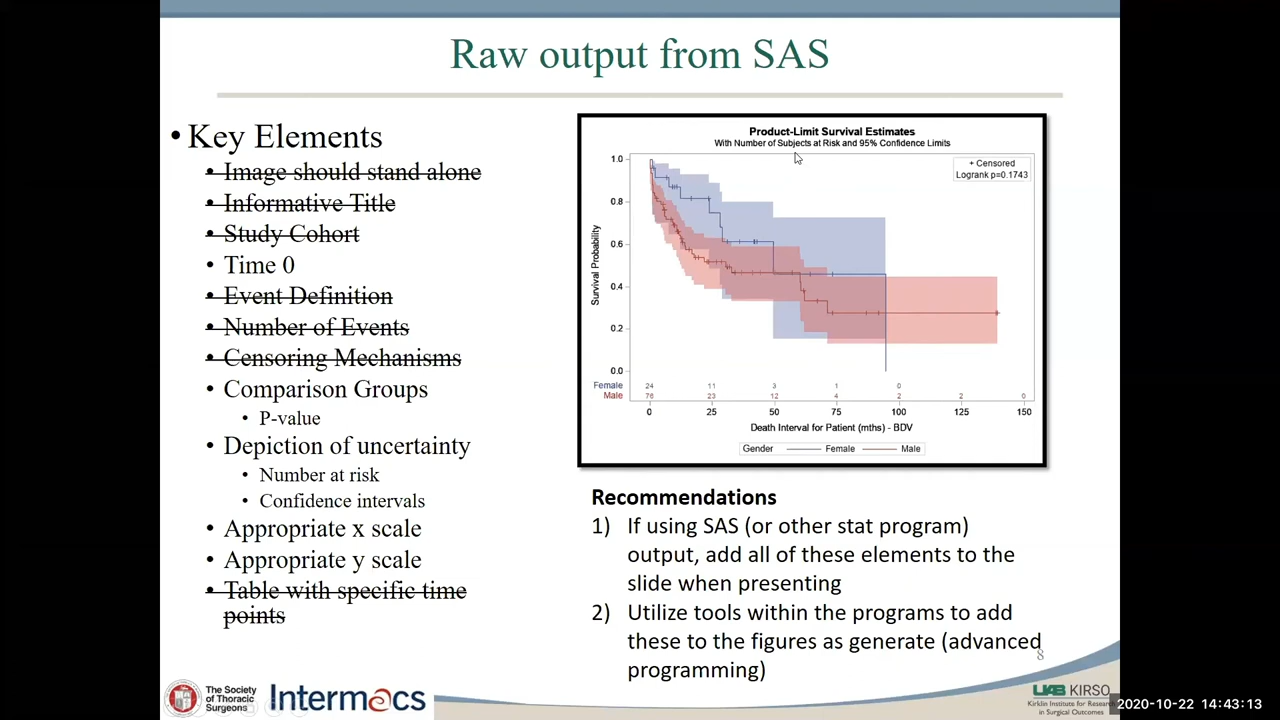 Raw output from SAS
• Key Elements
• Image should stand alone
• Informative Title
• Study Cohort
• Time 0
• Event Definition
• Number of Events
• Censoring Mechanisms
• Comparison Groups
• P-value
• Depiction of uncertainty
• Number at risk
• Confidence intervals
• Appropriate x scale
• Appropriate y scale
• Table with specific time
points
Product-Limit Survival Estimates
With Number of Subjects at Risk and 95% Confidence Limits
+ Censored
Logrank p=0.1743
Survival Probability
1.0
0.8
0.6
0.4
0.2
0.0
Female 24 11 3 1 0
Male 76 23 12 4 2 2 0
0 25 50 75 100 125 150
Death Interval for Patient (mths) - BDV
Gender Female Male
Recommendations
1) If using SAS (or other stat program)
output, add all of these elements to the
slide when presenting
2) Utilize tools within the programs to add
these to the figures as generate (advanced
programming)
8
The Society
of Thoracic
Surgeons
Intermacs
UAB KIRSO
Kirklin Institute for Research
in Surgical Outcomes
2020-10-22 14:43:13